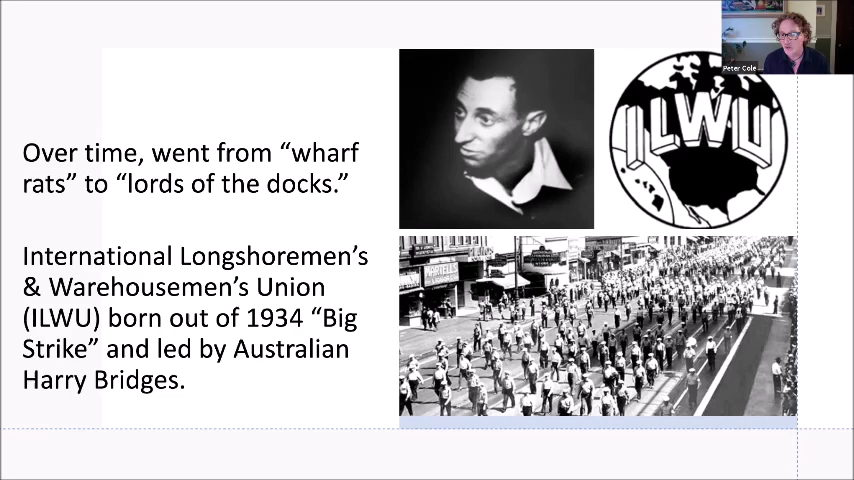 Peter Cole
ILWU
Over time, went from “wharf
rats” to “lords of the docks.”
International Longshoremen’s
& Warehousemen’s Union
(ILWU) born out of 1934 “Big
Strike” and led by Australian
Harry Bridges.